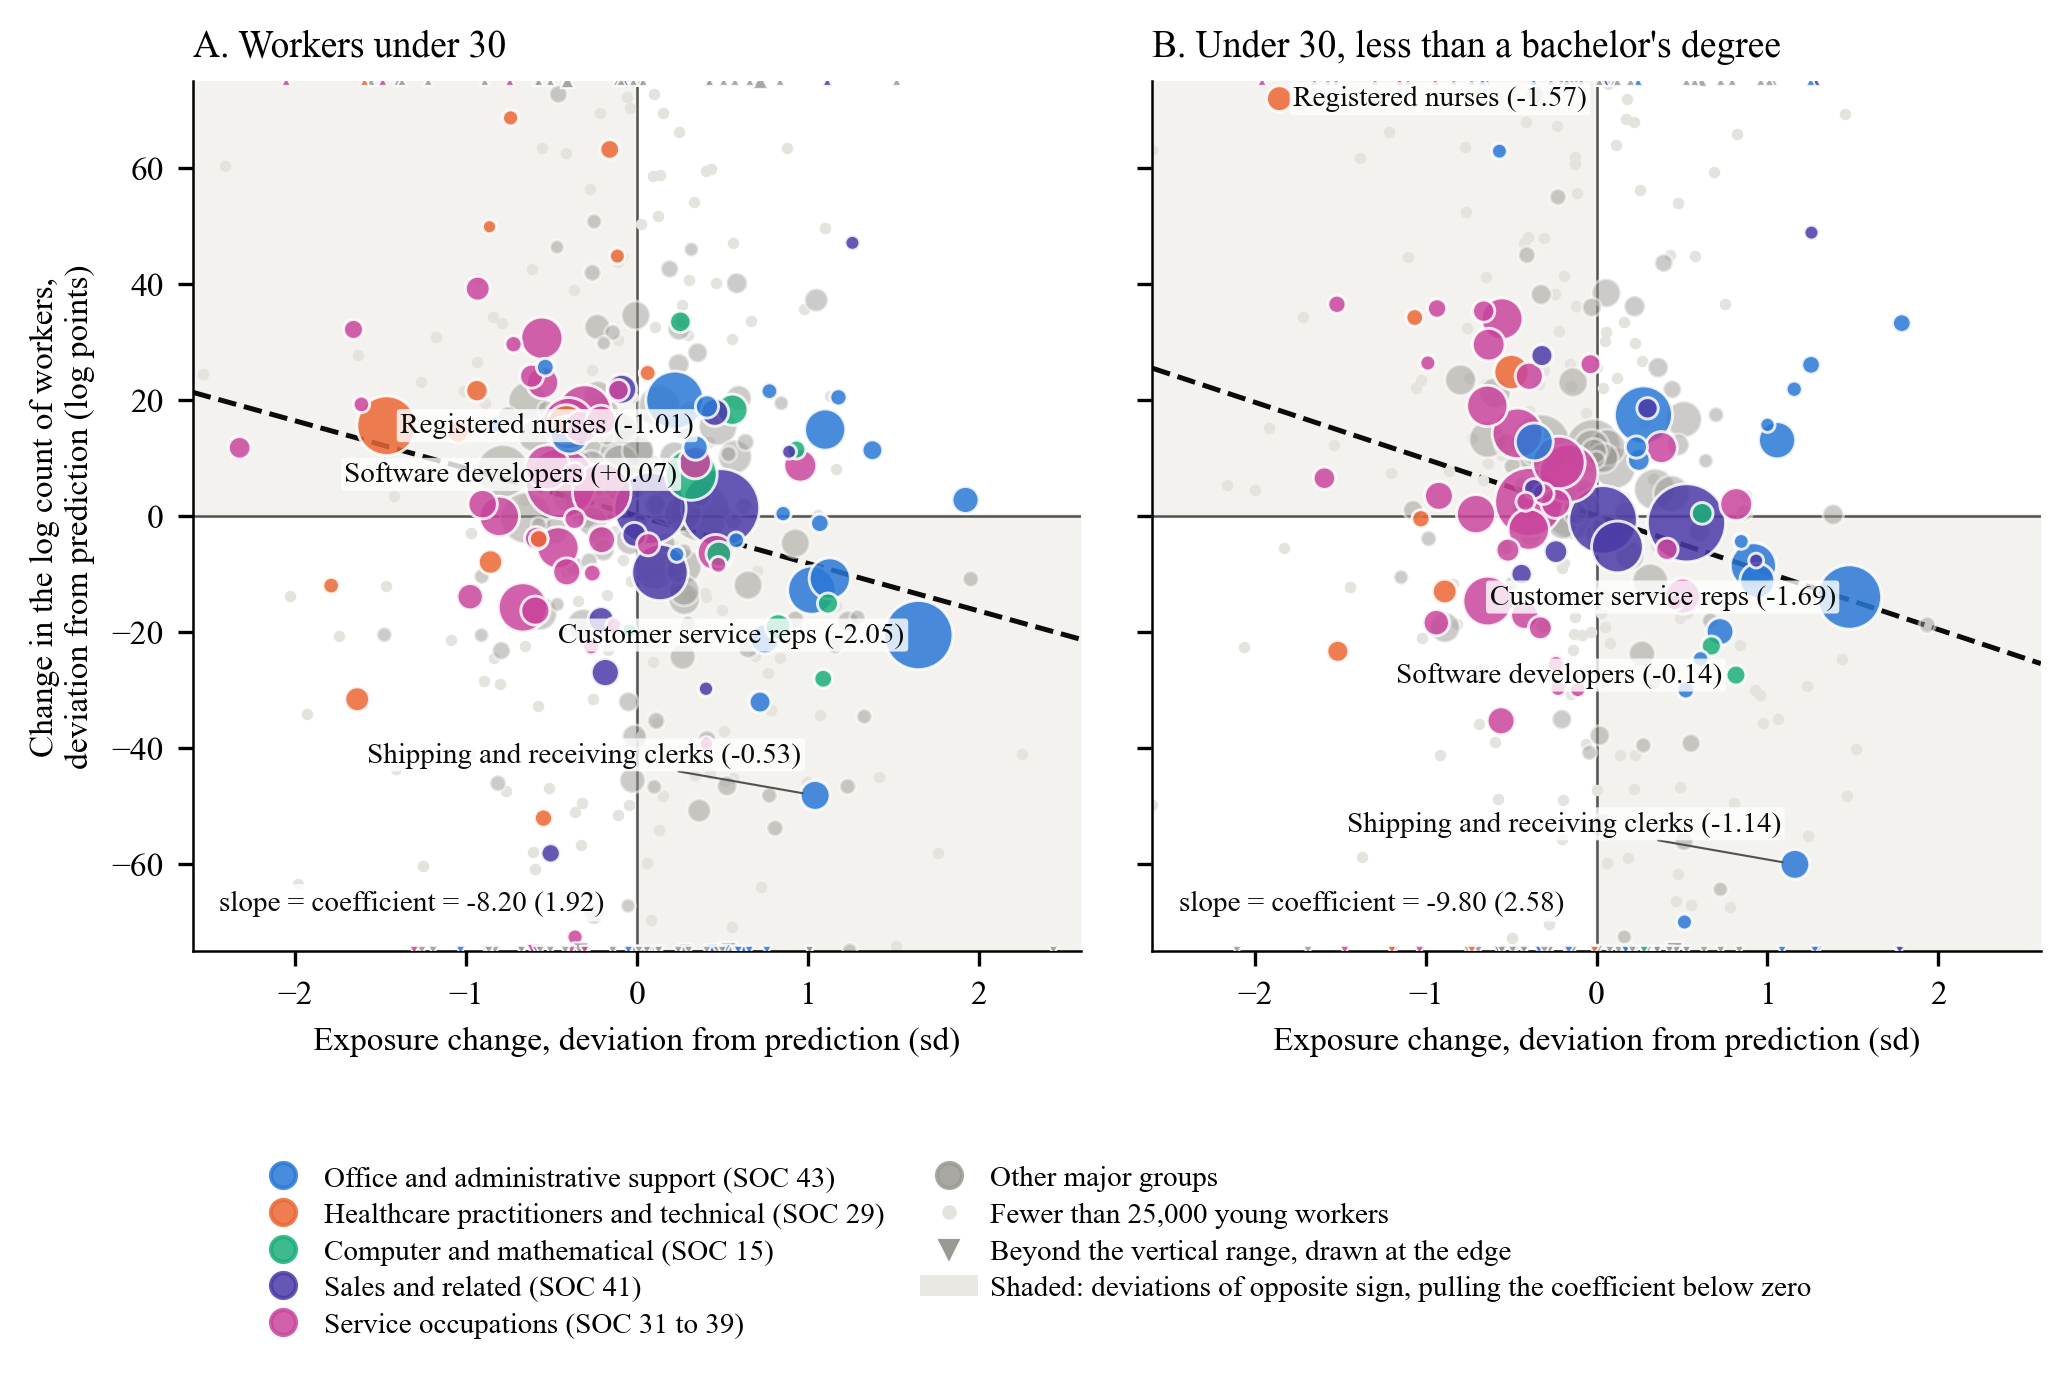 A. Workers under 30
B. Under 30, less than a bachelor's degree
Change in the log count of workers,
deviation from prediction (log points)
60
40
20
0
−20
−40
−60
Registered nurses (-1.01)
Software developers (+0.07)
Customer service reps (-2.05)
Shipping and receiving clerks (-0.53)
slope = coefficient = -8.20 (1.92)
−2
−1
0
1
2
Exposure change, deviation from prediction (sd)
Registered nurses (-1.57)
Customer service reps (-1.69)
Software developers (-0.14)
Shipping and receiving clerks (-1.14)
slope = coefficient = -9.80 (2.58)
−2
−1
0
1
2
Exposure change, deviation from prediction (sd)
Office and administrative support (SOC 43)
Healthcare practitioners and technical (SOC 29)
Computer and mathematical (SOC 15)
Sales and related (SOC 41)
Service occupations (SOC 31 to 39)
Other major groups
Fewer than 25,000 young workers
Beyond the vertical range, drawn at the edge
Shaded: deviations of opposite sign, pulling the coefficient below zero